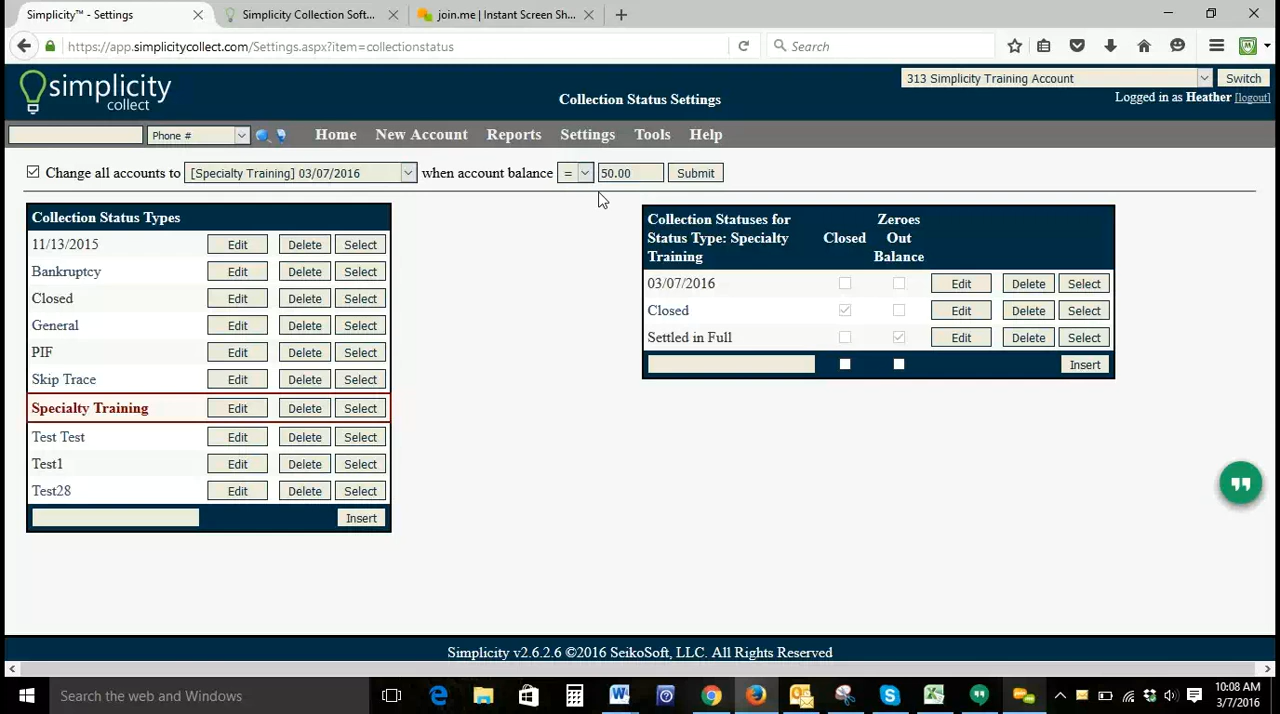 Simplicity™ - Settings
Simplicity Collection Soft...
join.me | Instant Screen Sh...
https://app.simplicitycollect.com/Settings.aspx?item=collectionstatus
Search
simplicity
collect
Collection Status Settings
313 Simplicity Training Account
Switch
Logged in as Heather [logout]
Phone #
Home
New Account
Reports
Settings
Tools
Help
Change all accounts to [Specialty Training] 03/07/2016 when account balance = 50.00 Submit
Collection Status Types
11/13/2015 Edit Delete Select
Bankruptcy Edit Delete Select
Closed Edit Delete Select
General Edit Delete Select
PIF Edit Delete Select
Skip Trace Edit Delete Select
Specialty Training Edit Delete Select
Test Test Edit Delete Select
Test1 Edit Delete Select
Test28 Edit Delete Select
Insert
Collection Statuses for
Status Type: Specialty
Training
Closed
Zeroes
Out
Balance
03/07/2016 Edit Delete Select
Closed Edit Delete Select
Settled in Full Edit Delete Select
Insert
Simplicity v2.6.2.6 ©2016 SeikoSoft, LLC. All Rights Reserved
Search the web and Windows
10:08 AM
3/7/2016